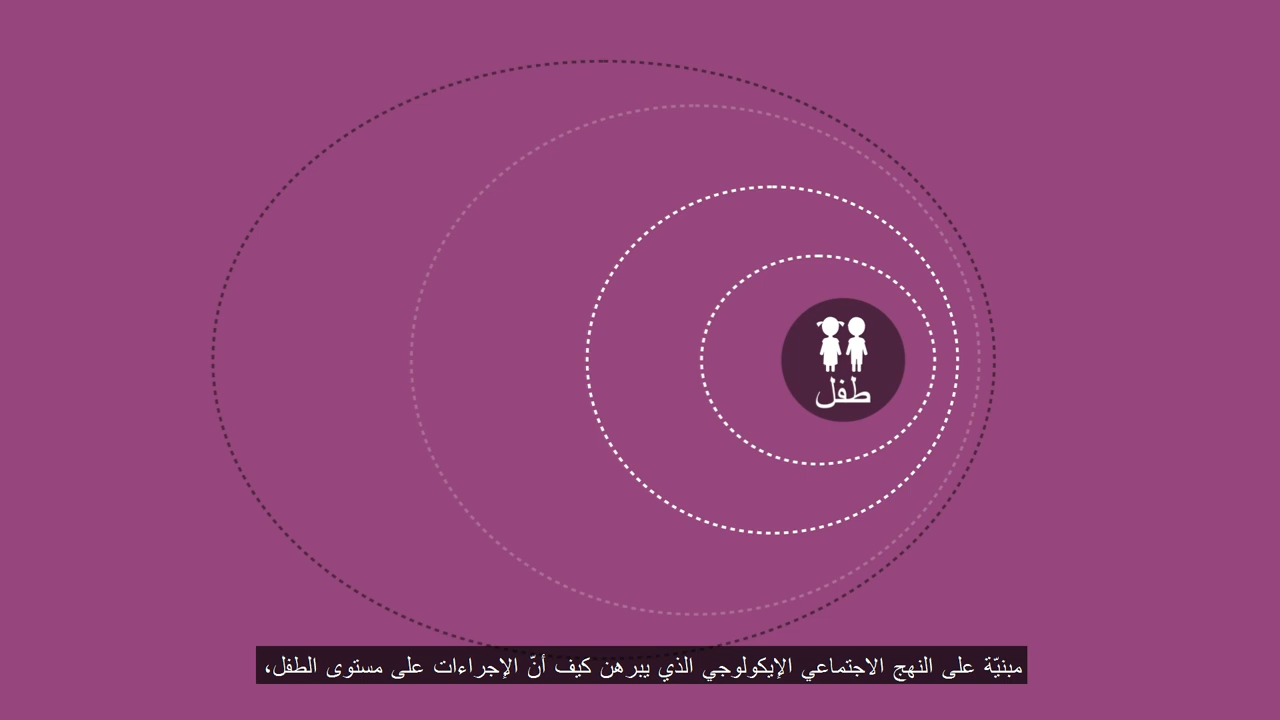 طفل
مبنيّة على النهج الاجتماعي الإيكولوجي الذي يبرهن كيف أنّ الإجراءات على مستوى الطفل،